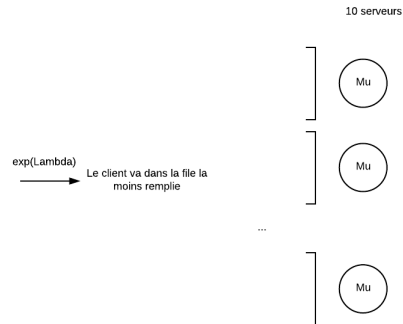 10 serveurs
Mu
exp(Lambda)
Mu
Le client va dans la file la
moins remplie
...
Mu